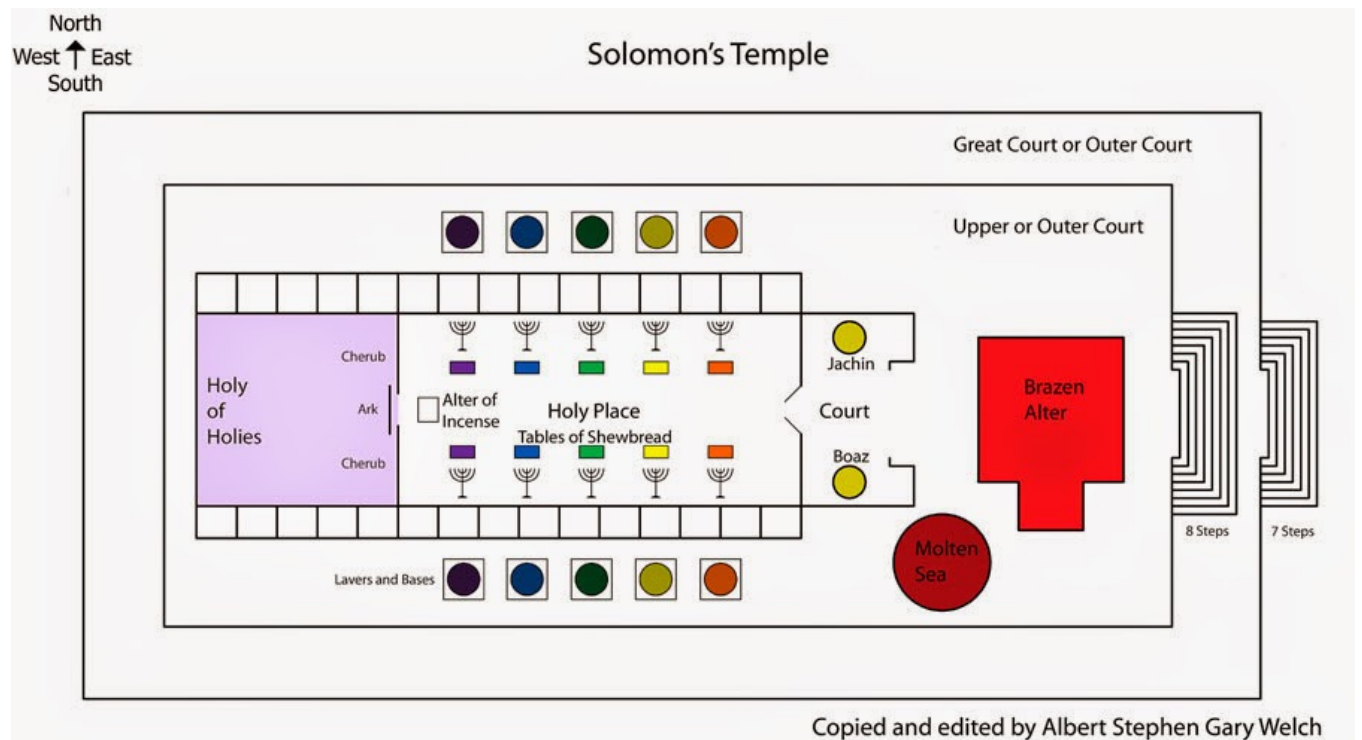 North
West East
South
Solomon's Temple
Great Court or Outer Court
Upper or Outer Court
Cherub
Jachin
Holy
of
Holies
Ark
Alter of
Incense
Holy Place
Tables of Shewbread
Court
Brazen
Alter
Cherub
Boaz
8 Steps
7 Steps
Lavers and Bases
Molten
Sea
Copied and edited by Albert Stephen Gary Welch